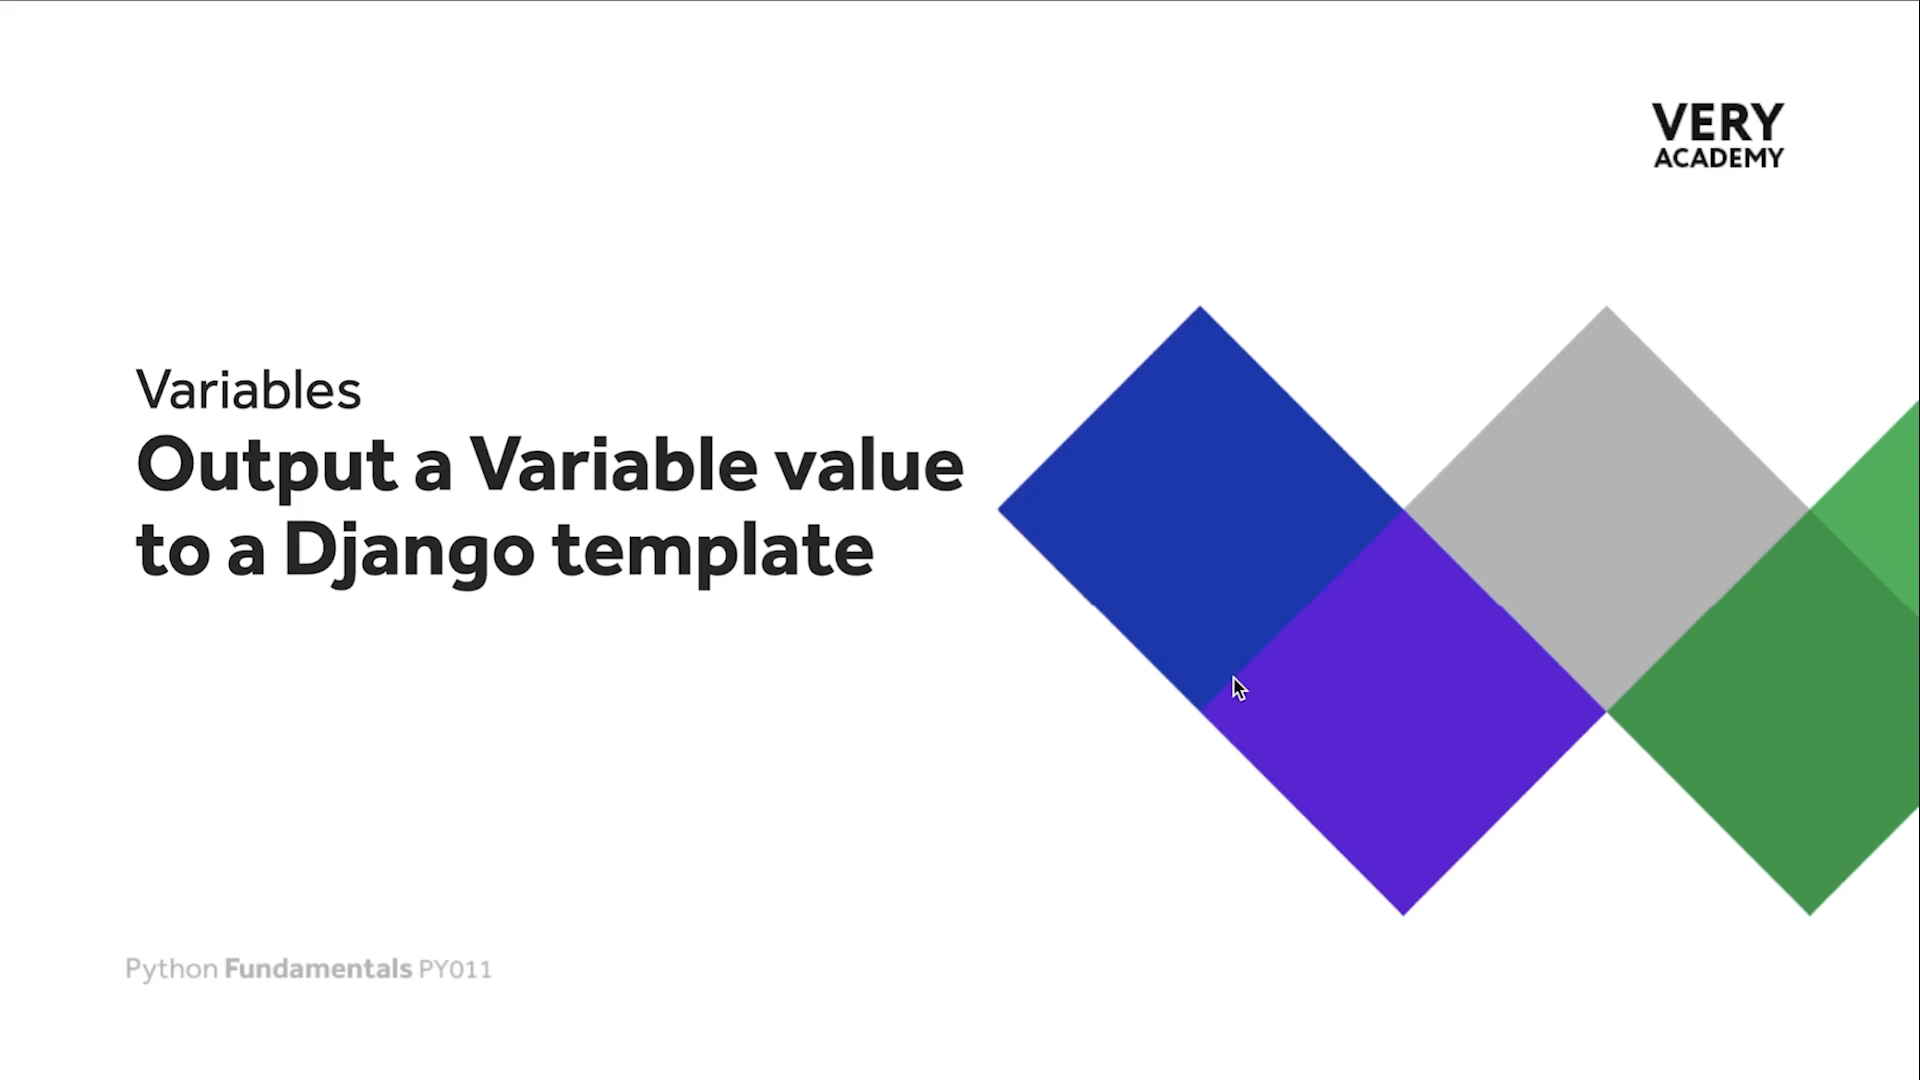 VERY
ACADEMY
Variables
Output a Variable value
to a Django template
Python Fundamentals PY011